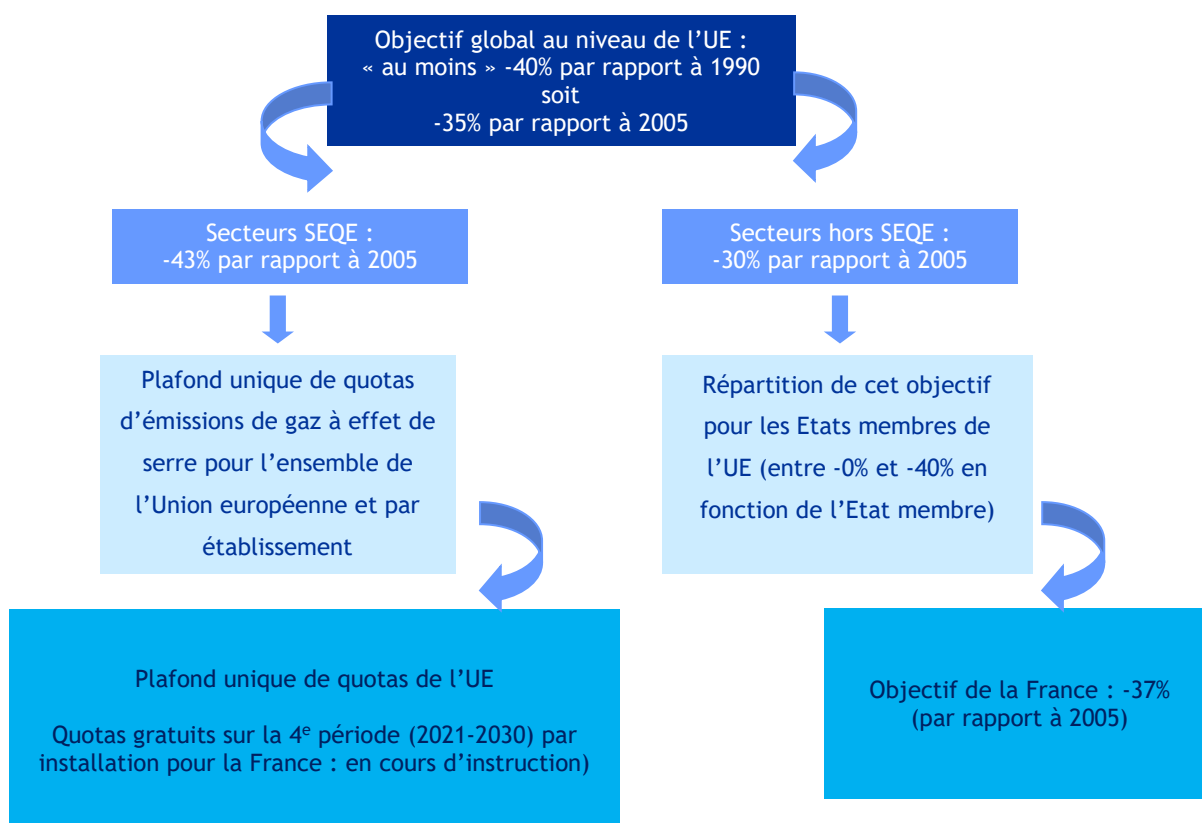 Objectif global au niveau de l’UE :
« au moins » -40% par rapport à 1990
soit
-35% par rapport à 2005
Secteurs SEQE :
-43% par rapport à 2005
Secteurs hors SEQE :
-30% par rapport à 2005
Plafond unique de quotas
d’émissions de gaz à effet de
serre pour l’ensemble de
l’Union européenne et par
établissement
Répartition de cet objectif
pour les Etats membres de
l’UE (entre -0% et -40% en
fonction de l’Etat membre)
Plafond unique de quotas de l’UE
Quotas gratuits sur la 4e période (2021-2030) par
installation pour la France : en cours d’instruction)
Objectif de la France : -37%
(par rapport à 2005)